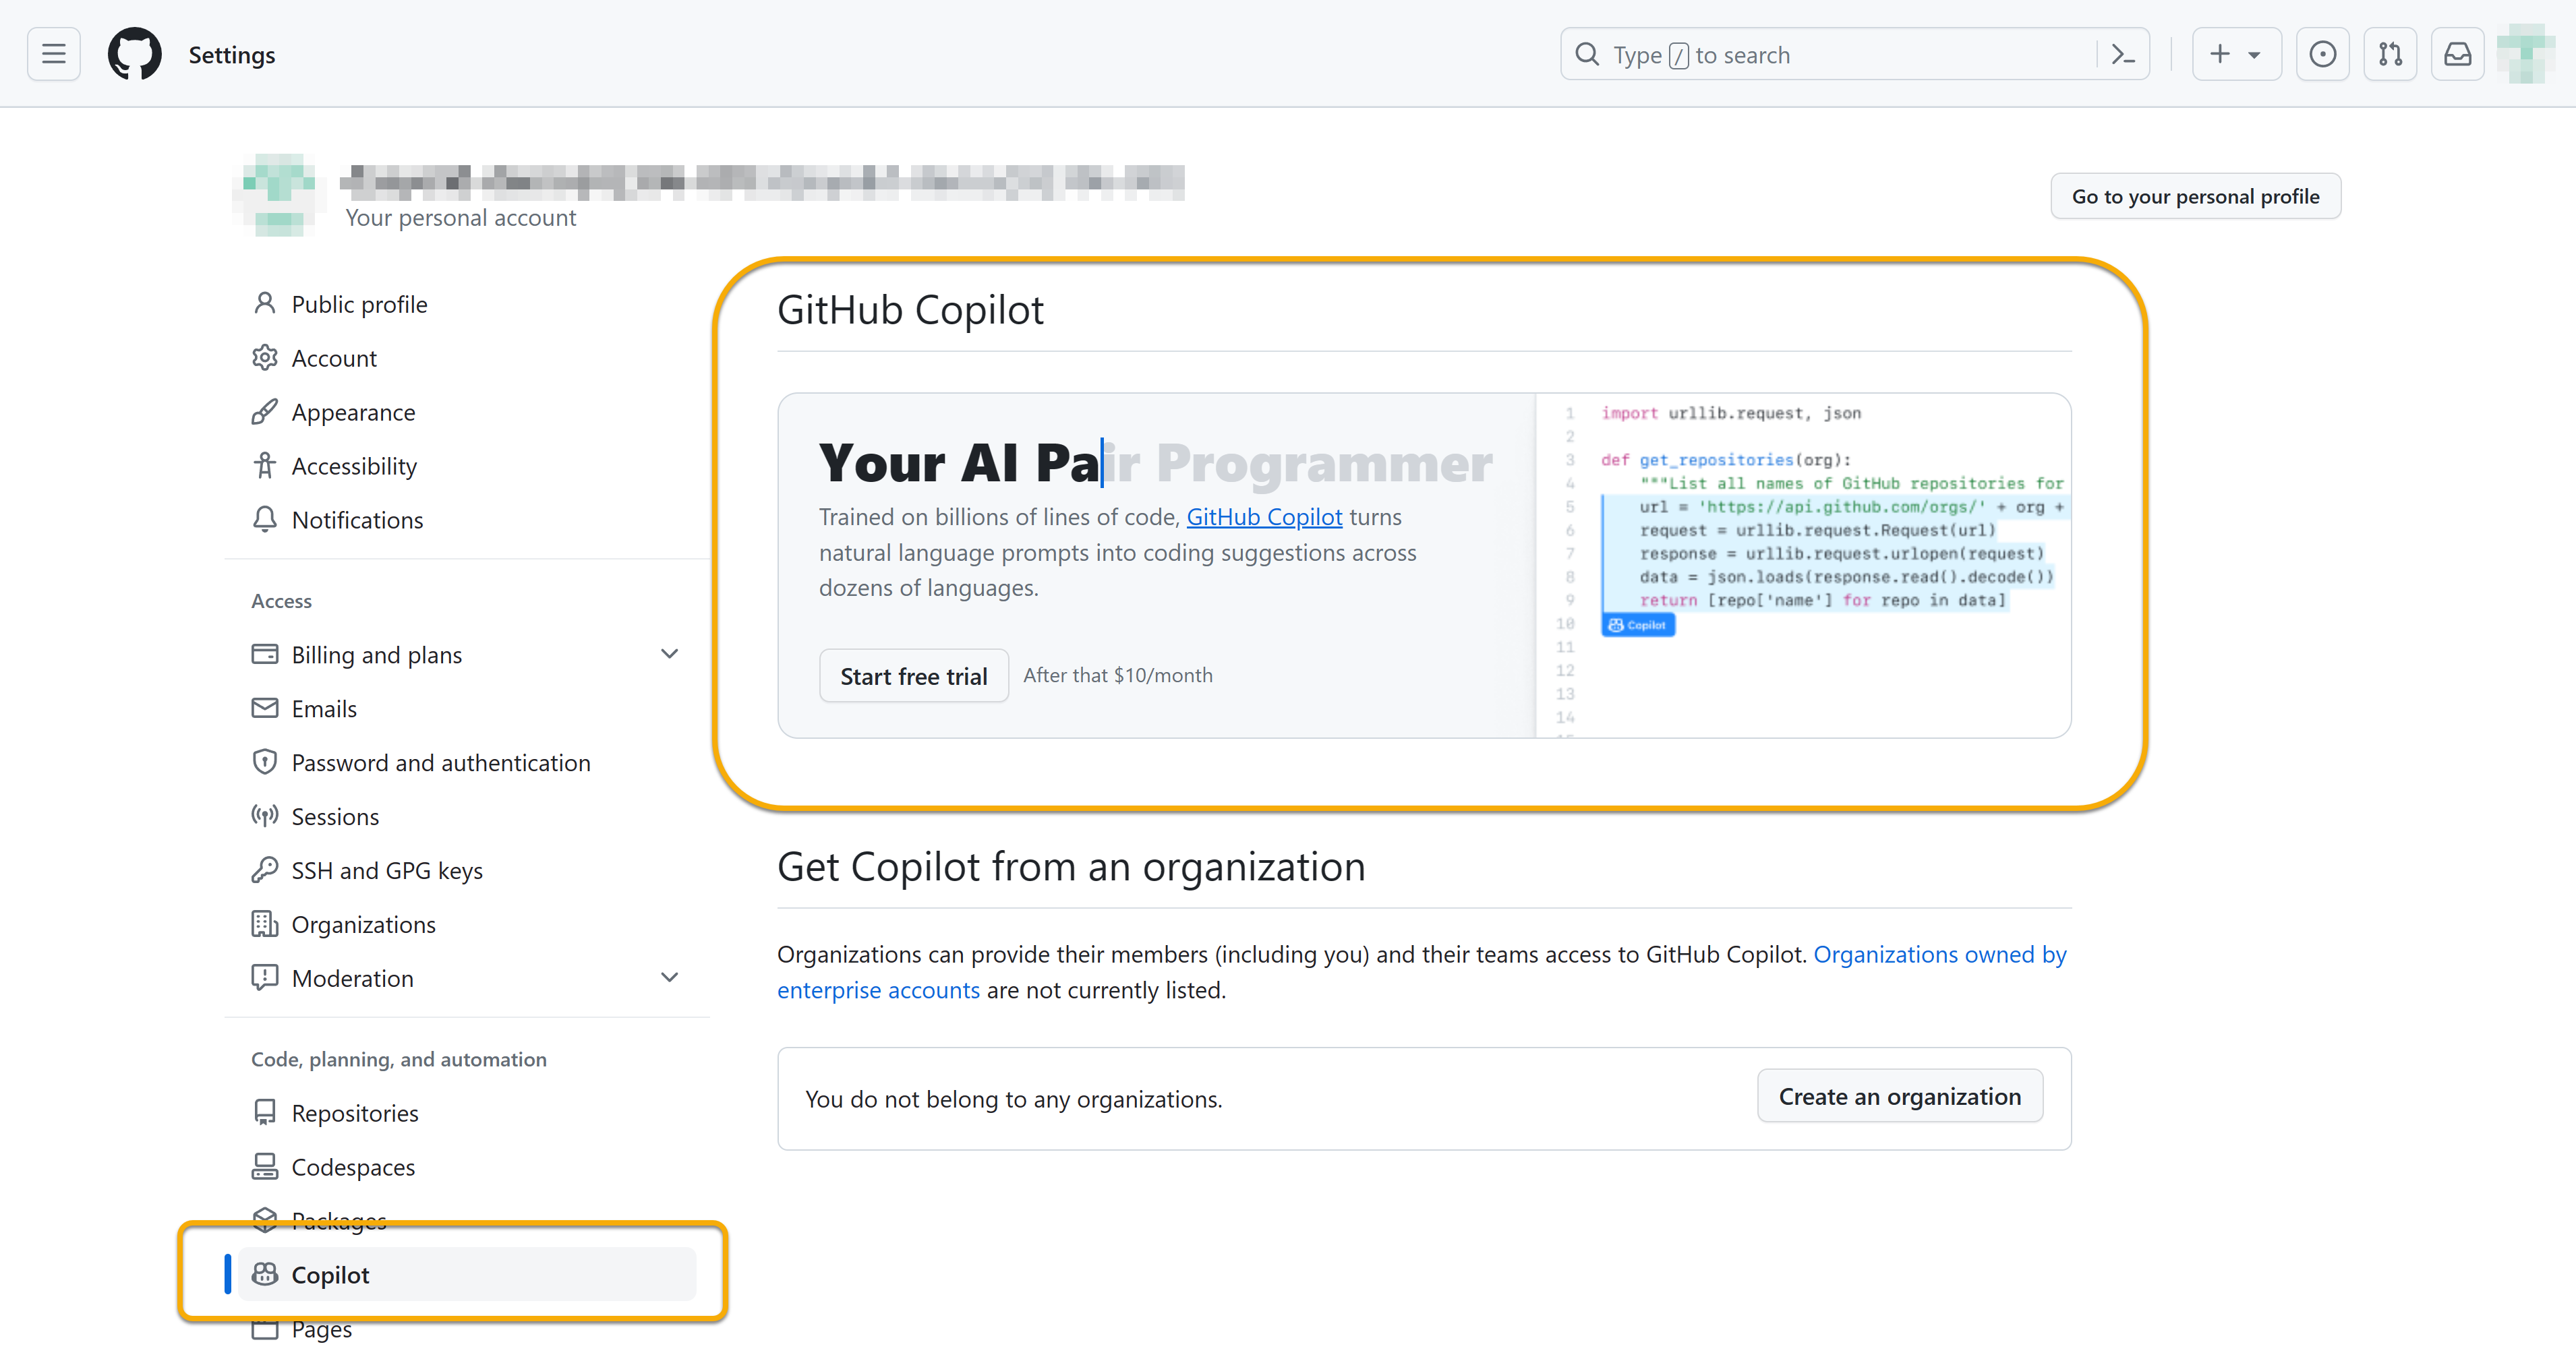 Settings
Type / to search
Your personal account
Go to your personal profile
Public profile
Account
Appearance
Accessibility
Notifications
Access
Billing and plans
Emails
Password and authentication
Sessions
SSH and GPG keys
Organizations
Moderation
Code, planning, and automation
Repositories
Codespaces
Packages
Copilot
Pages
GitHub Copilot
Your AI Pair Programmer
Trained on billions of lines of code, GitHub Copilot turns
natural language prompts into coding suggestions across
dozens of languages.
Start free trial
After that $10/month
1 import urllib.request, json
2
3 def get_repositories(org):
4 """List all names of GitHub repositories for
5 url = 'https://api.github.com/orgs/' + org +
6 request = urllib.request.Request(url)
7 response = urllib.request.urlopen(request)
8 data = json.loads(response.read().decode())
9 return [repo['name'] for repo in data]
10 Copilot
11
12
13
14
Get Copilot from an organization
Organizations can provide their members (including you) and their teams access to GitHub Copilot. Organizations owned by
enterprise accounts are not currently listed.
You do not belong to any organizations.
Create an organization